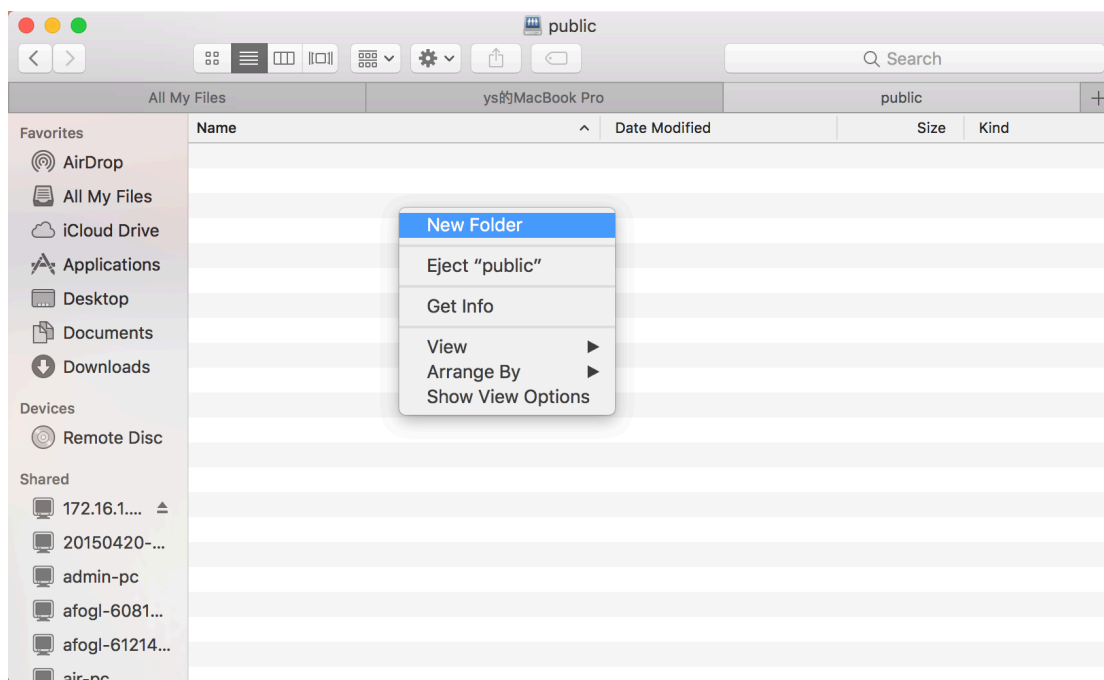 public
Search
All My Files
ys的MacBook Pro
public
Favorites
AirDrop
All My Files
iCloud Drive
Applications
Desktop
Documents
Downloads
Devices
Remote Disc
Shared
172.16.1....
20150420-...
admin-pc
afogl-6081...
afogl-61214...
air-pc
Name
Date Modified
Size
Kind
New Folder
Eject “public”
Get Info
View
Arrange By
Show View Options